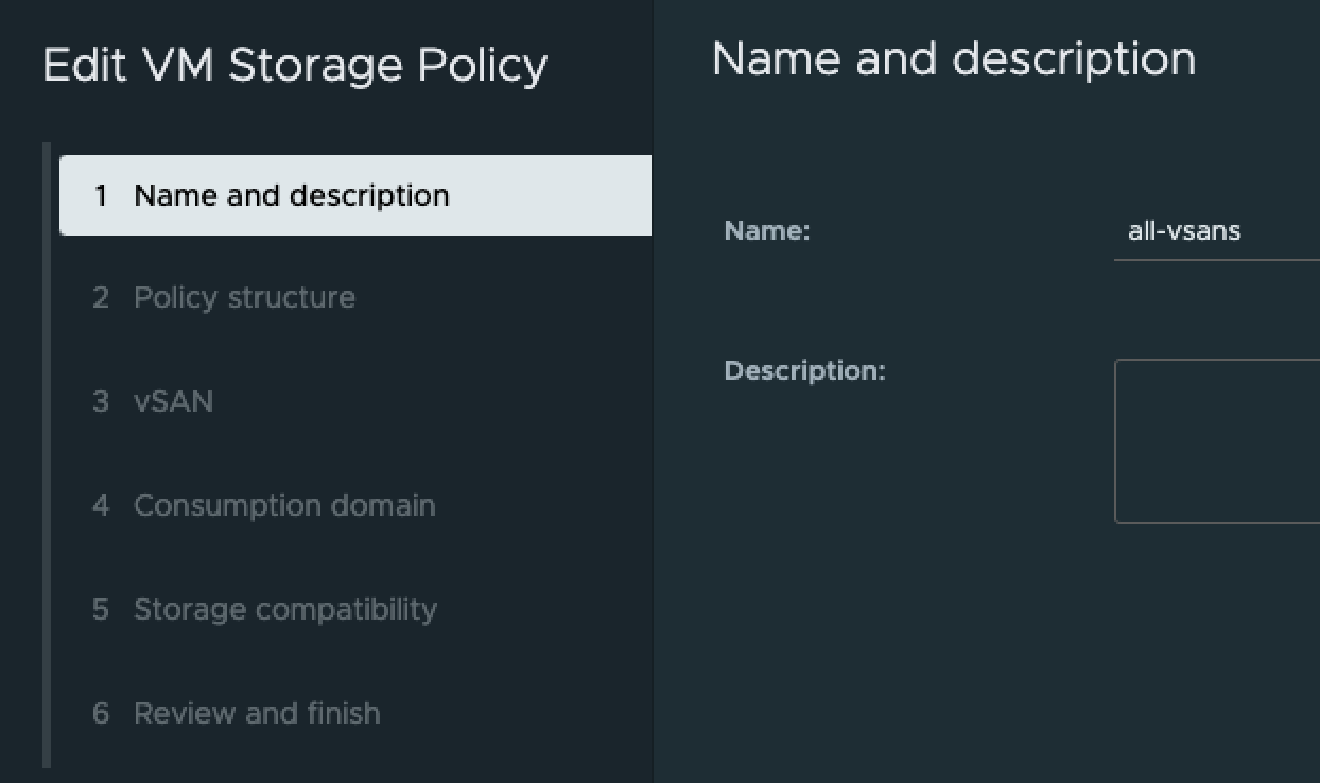 Edit VM Storage Policy
1 Name and description
2 Policy structure
3 vSAN
4 Consumption domain
5 Storage compatibility
6 Review and finish
Name and description
Name: all-vsans
Description: